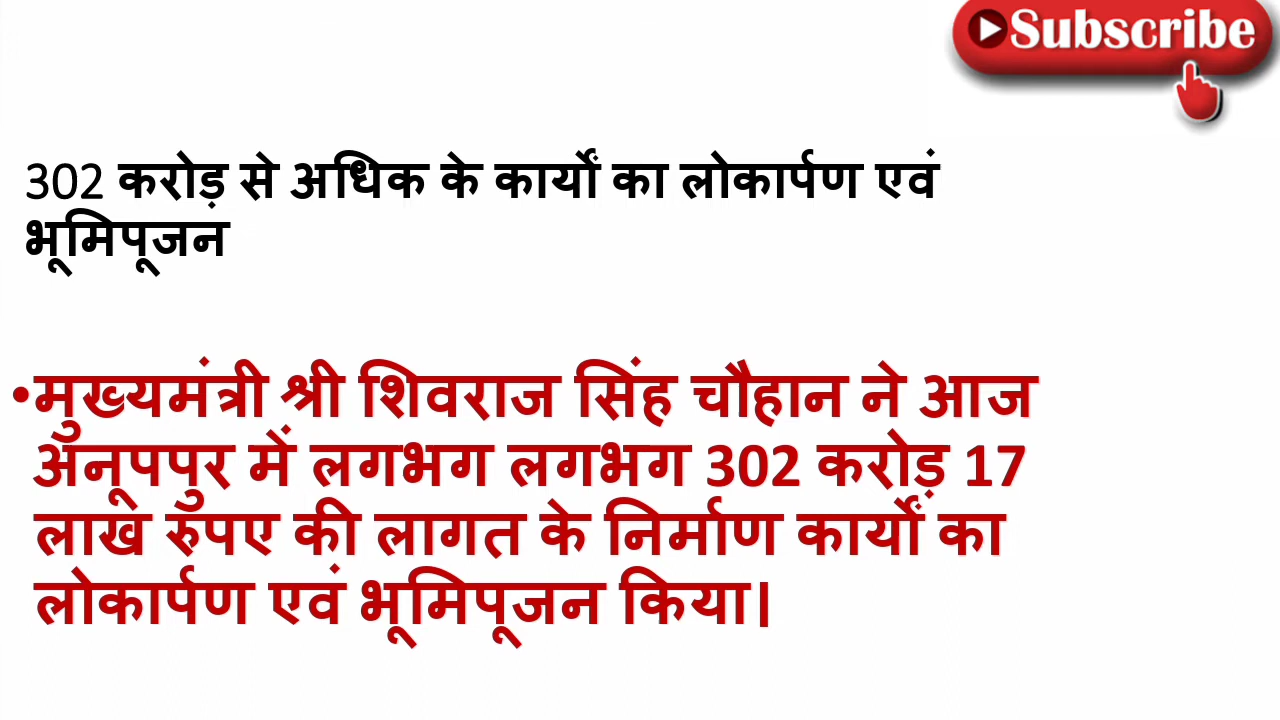 Subscribe
302 करोड़ से अधिक के कार्यों का लोकार्पण एवं
भूमिपूजन
•मुख्यमंत्री श्री शिवराज सिंह चौहान ने आज
अनूपपुर में लगभग लगभग 302 करोड़ 17
लाख रुपए की लागत के निर्माण कार्यों का
लोकार्पण एवं भूमिपूजन किया।